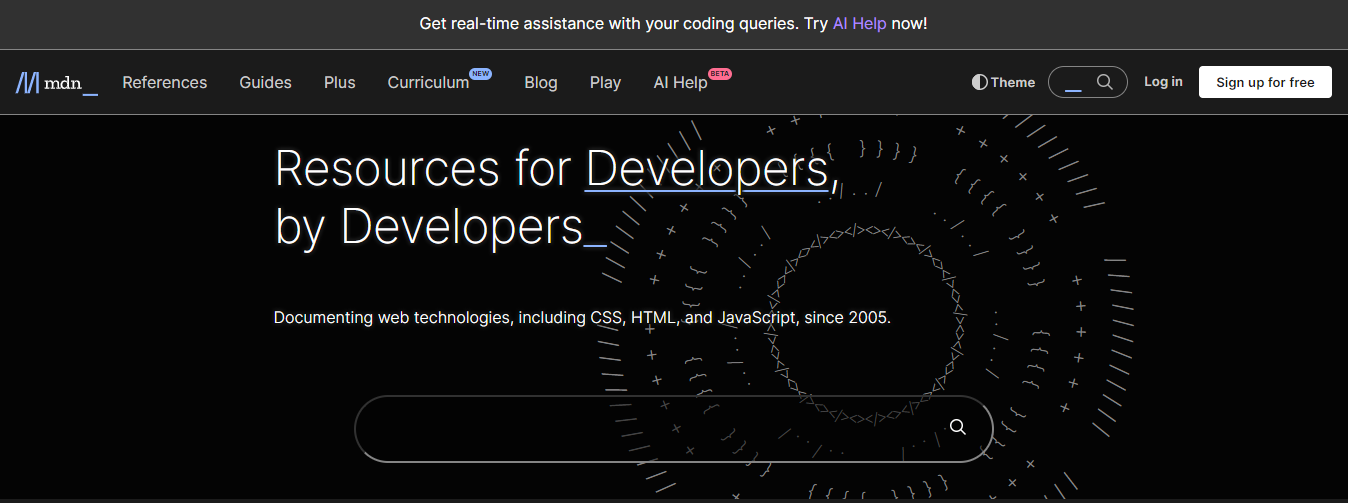 Get real-time assistance with your coding queries. Try AI Help now!
mdn_ References Guides Plus Curriculum NEW Blog Play AI Help BETA Theme _ Log in Sign up for free
Resources for Developers,
by Developers_
Documenting web technologies, including CSS, HTML, and JavaScript, since 2005.